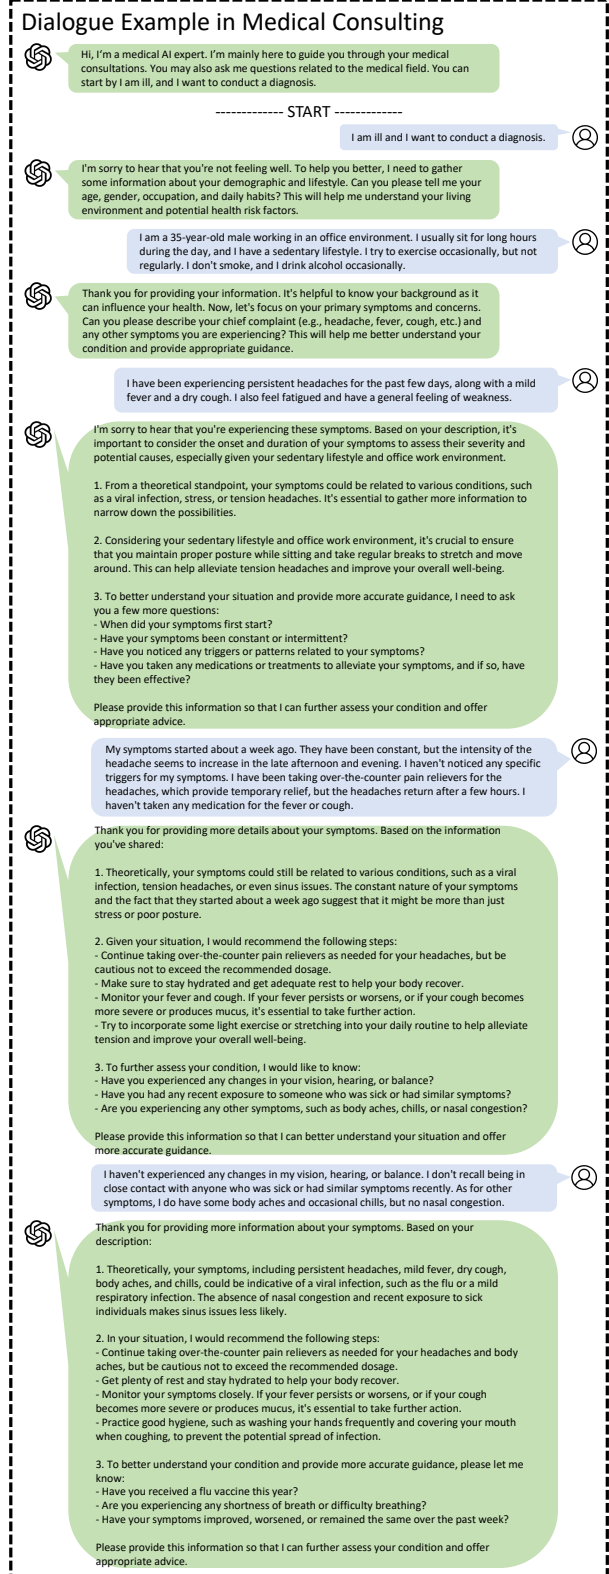 Dialogue Example in Medical Consulting
Hi, I'm a medical AI expert. I'm mainly here to guide you through your medical
consultations. You may also ask me questions related to the medical field. You can
start by I am ill, and I want to conduct a diagnosis.
------------- START -------------
I am ill and I want to conduct a diagnosis.
I'm sorry to hear that you're not feeling well. To help you better, I need to gather
some information about your demographic and lifestyle. Can you please tell me your
age, gender, occupation, and daily habits? This will help me understand your living
environment and potential health risk factors.
I am a 35-year-old male working in an office environment. I usually sit for long hours
during the day, and I have a sedentary lifestyle. I try to exercise occasionally, but not
regularly. I don't smoke, and I drink alcohol occasionally.
Thank you for providing your information. It's helpful to know your background as it
can influence your health. Now, let's focus on your primary symptoms and concerns.
Can you please describe your chief complaint (e.g., headache, fever, cough, etc.) and
any other symptoms you are experiencing? This will help me better understand your
condition and provide appropriate guidance.
I have been experiencing persistent headaches for the past few days, along with a mild
fever and a dry cough. I also feel fatigued and have a general feeling of weakness.
I'm sorry to hear that you're experiencing these symptoms. Based on your description, it's
important to consider the onset and duration of your symptoms to assess their severity and
potential causes, especially given your sedentary lifestyle and office work environment.
1. From a theoretical standpoint, your symptoms could be related to various conditions, such
as a viral infection, stress, or tension headaches. It's essential to gather more information to
narrow down the possibilities.
2. Considering your sedentary lifestyle and office work environment, it's crucial to ensure
that you maintain proper posture while sitting and take regular breaks to stretch and move
around. This can help alleviate tension headaches and improve your overall well-being.
3. To better understand your situation and provide more accurate guidance, I need to ask
you a few more questions:
- When did your symptoms first start?
- Have your symptoms been constant or intermittent?
- Have you noticed any triggers or patterns related to your symptoms?
- Have you taken any medications or treatments to alleviate your symptoms, and if so, have
they been effective?
Please provide this information so that I can further assess your condition and offer
appropriate advice.
My symptoms started about a week ago. They have been constant, but the intensity of the
headache seems to increase in the late afternoon and evening. I haven't noticed any specific
triggers for my symptoms. I have been taking over-the-counter pain relievers for the
headaches, which provide temporary relief, but the headaches return after a few hours. I
haven't taken any medication for the fever or cough.
Thank you for providing more details about your symptoms. Based on the information
you've shared:
1. Theoretically, your symptoms could still be related to various conditions, such as a viral
infection, tension headaches, or even sinus issues. The constant nature of your symptoms
and the fact that they started about a week ago suggest that it might be more than just
stress or poor posture.
2. Given your situation, I would recommend the following steps:
- Continue taking over-the-counter pain relievers as needed for your headaches, but be
cautious not to exceed the recommended dosage.
- Make sure to stay hydrated and get adequate rest to help your body recover.
- Monitor your fever and cough. If your fever persists or worsens, or if your cough becomes
more severe or produces mucus, it's essential to take further action.
- Try to incorporate some light exercise or stretching into your daily routine to help alleviate
tension and improve your overall well-being.
3. To further assess your condition, I would like to know:
- Have you experienced any changes in your vision, hearing, or balance?
- Have you had any recent exposure to someone who was sick or had similar symptoms?
- Are you experiencing any other symptoms, such as body aches, chills, or nasal congestion?
Please provide this information so that I can better understand your situation and offer
more accurate guidance.
I haven't experienced any changes in my vision, hearing, or balance. I don't recall being in
close contact with anyone who was sick or had similar symptoms recently. As for other
symptoms, I do have some body aches and occasional chills, but no nasal congestion.
Thank you for providing more information about your symptoms. Based on your
description:
1. Theoretically, your symptoms, including persistent headaches, mild fever, dry cough,
body aches, and chills, could be indicative of a viral infection, such as the flu or a mild
respiratory infection. The absence of nasal congestion and recent exposure to sick
individuals makes sinus issues less likely.
2. In your situation, I would recommend the following steps:
- Continue taking over-the-counter pain relievers as needed for your headaches and body
aches, but be cautious not to exceed the recommended dosage.
- Get plenty of rest and stay hydrated to help your body recover.
- Monitor your symptoms closely. If your fever persists or worsens, or if your cough
becomes more severe or produces mucus, it's essential to take further action.
- Practice good hygiene, such as washing your hands frequently and covering your mouth
when coughing, to prevent the potential spread of infection.
3. To better understand your condition and provide more accurate guidance, please let me
know:
- Have you received a flu vaccine this year?
- Are you experiencing any shortness of breath or difficulty breathing?
- Have your symptoms improved, worsened, or remained the same over the past week?
Please provide this information so that I can further assess your condition and offer
appropriate advice.